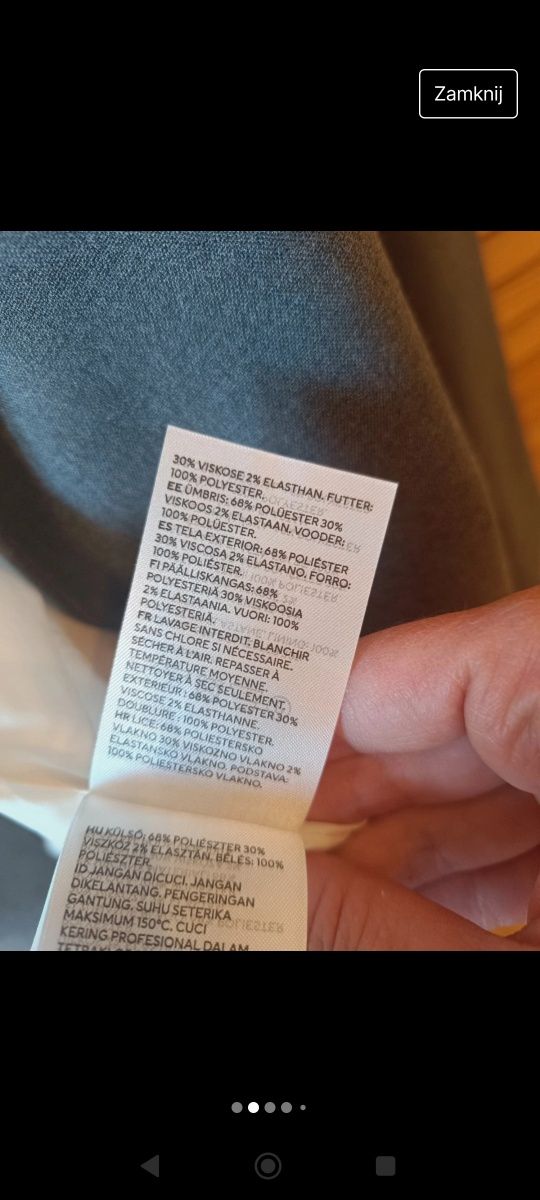 Zamknij
30% VISKOSE 2% ELASTHAN. FUTTER:
100% POLYESTER.
EE ÜMBRIS: 68% POLÜESTER 30%
VISKOOS 2% ELASTAAN. VOODER:
100% POLÜESTER.
ES TELA EXTERIOR: 68% POLIÉSTER
30% VISCOSA 2% ELASTANO. FORRO:
100% POLIÉSTER.
FI PÄÄLLISKANGAS: 68%
POLYESTERIÄ 30% VISKOOSIA
2% ELASTAANIA. VUORI: 100%
POLYESTERIÄ.
FR LAVAGE INTERDIT. BLANCHIR
SANS CHLORE SI NÉCESSAIRE.
SÉCHER À L'AIR. REPASSER À
TEMPÉRATURE MOYENNE.
NETTOYER À SEC SEULEMENT.
EXTÉRIEUR : 68% POLYESTER 30%
VISCOSE 2% ELASTHANNE.
DOUBLURE : 100% POLYESTER.
HR LICE: 68% POLIESTERSKO
VLAKNO 30% VISKOZNO VLAKNO 2%
ELASTANSKO VLAKNO. PODSTAVA:
100% POLIESTERSKO VLAKNO.
HU KÜLSŐ: 68% POLIÉSZTER 30%
VISZKÓZ 2% ELASZTÁN. BÉLÉS: 100%
POLIÉSZTER.
ID JANGAN DICUCI. JANGAN
DIKELANTANG. PENGERINGAN
GANTUNG. SUHU SETERIKA
MAKSIMUM 150°C. CUCI
KERING PROFESIONAL DALAM